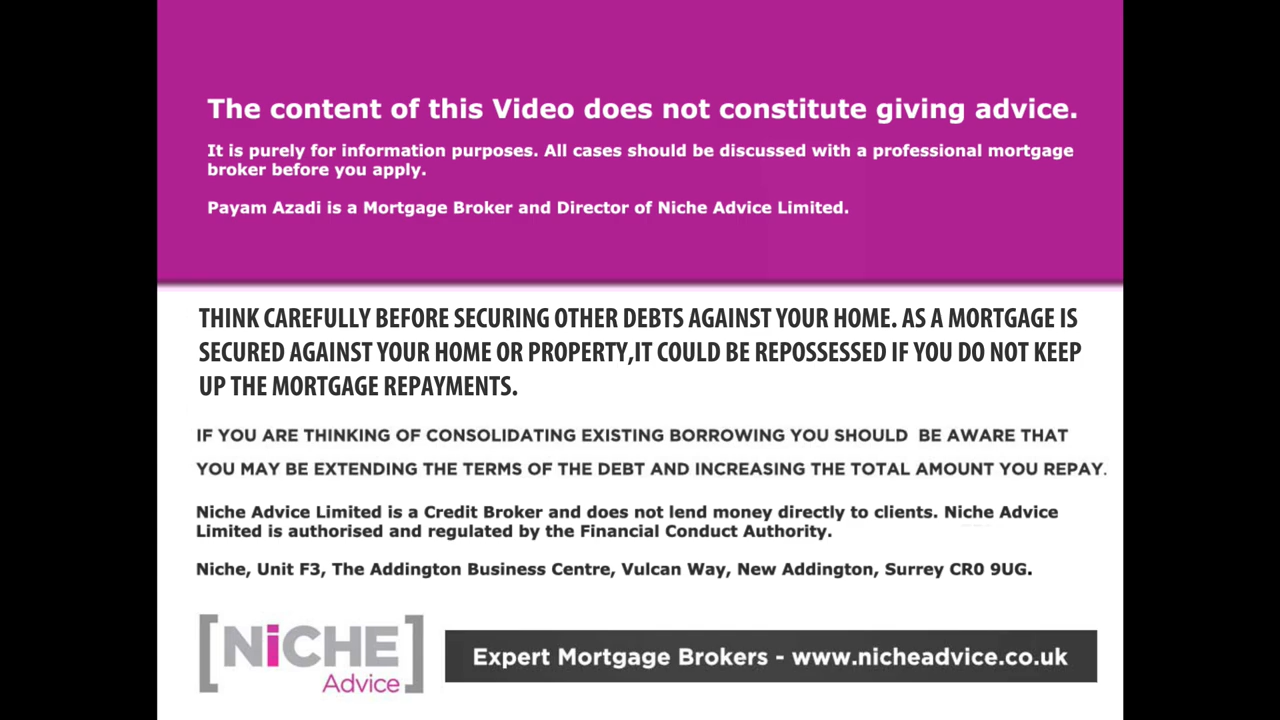 The content of this Video does not constitute giving advice.
It is purely for information purposes. All cases should be discussed with a professional mortgage
broker before you apply.
Payam Azadi is a Mortgage Broker and Director of Niche Advice Limited.
THINK CAREFULLY BEFORE SECURING OTHER DEBTS AGAINST YOUR HOME. AS A MORTGAGE IS
SECURED AGAINST YOUR HOME OR PROPERTY,IT COULD BE REPOSSESSED IF YOU DO NOT KEEP
UP THE MORTGAGE REPAYMENTS.
IF YOU ARE THINKING OF CONSOLIDATING EXISTING BORROWING YOU SHOULD  BE AWARE THAT
YOU MAY BE EXTENDING THE TERMS OF THE DEBT AND INCREASING THE TOTAL AMOUNT YOU REPAY.
Niche Advice Limited is a Credit Broker and does not lend money directly to clients. Niche Advice
Limited is authorised and regulated by the Financial Conduct Authority.
Niche, Unit F3, The Addington Business Centre, Vulcan Way, New Addington, Surrey CR0 9UG.
[NiCHE
Advice]
Expert Mortgage Brokers - www.nicheadvice.co.uk